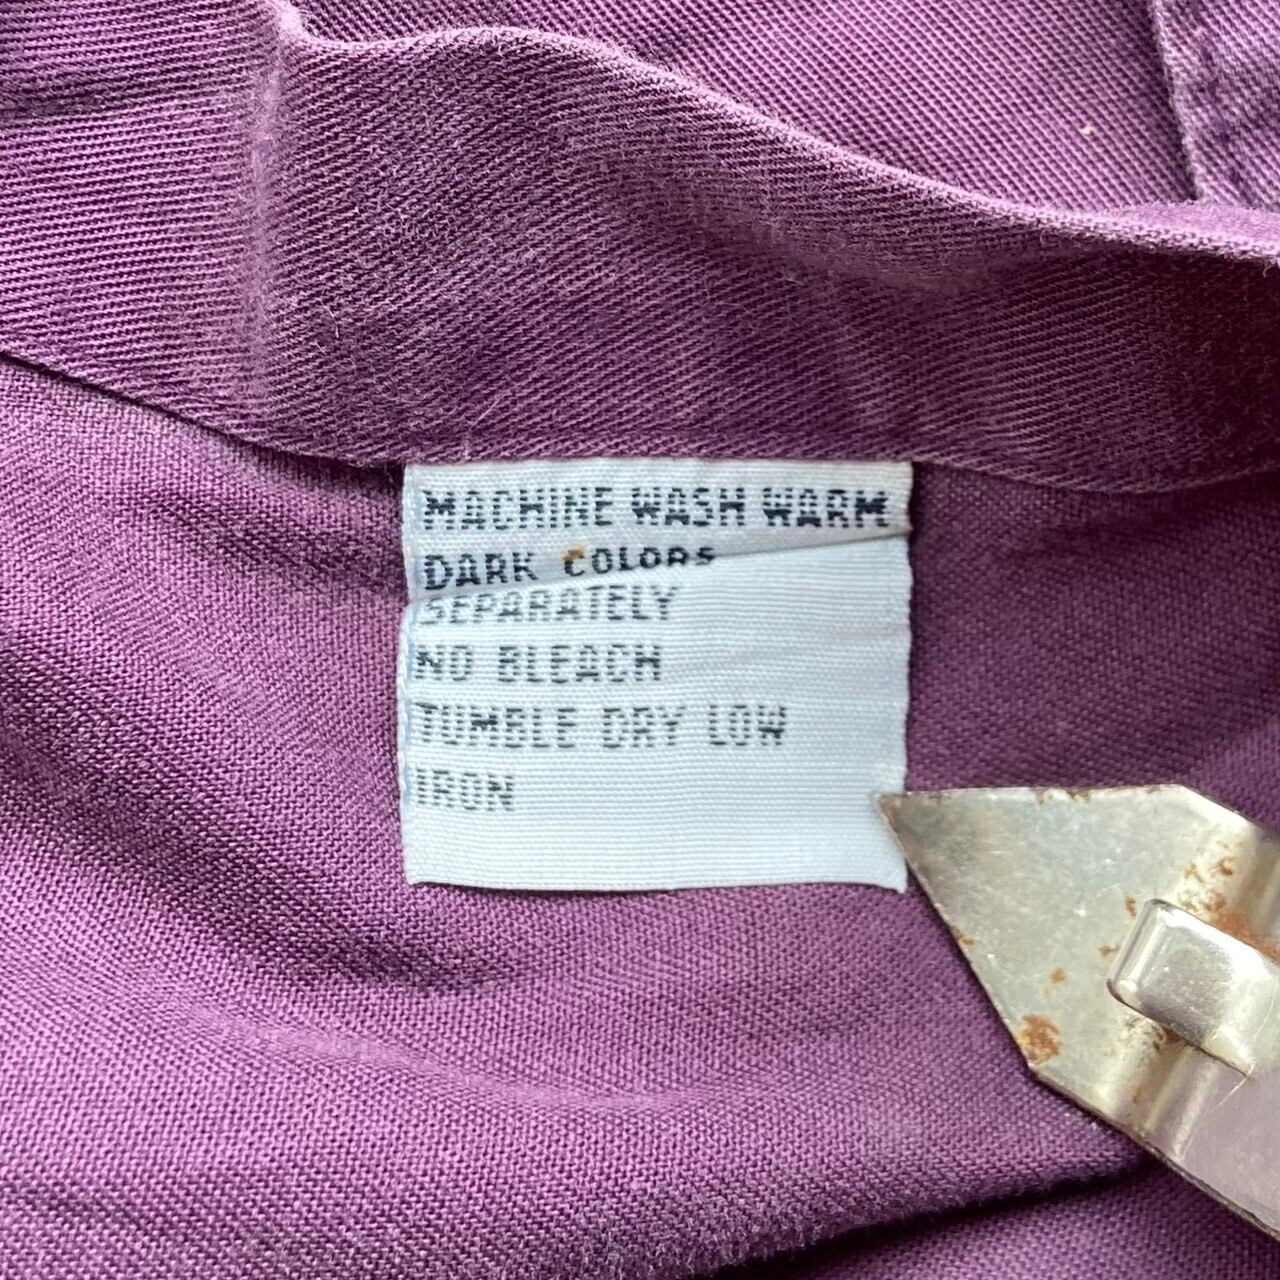 MACHINE WASH WARM
DARK COLORS
SEPARATELY
NO BLEACH
TUMBLE DRY LOW
IRON